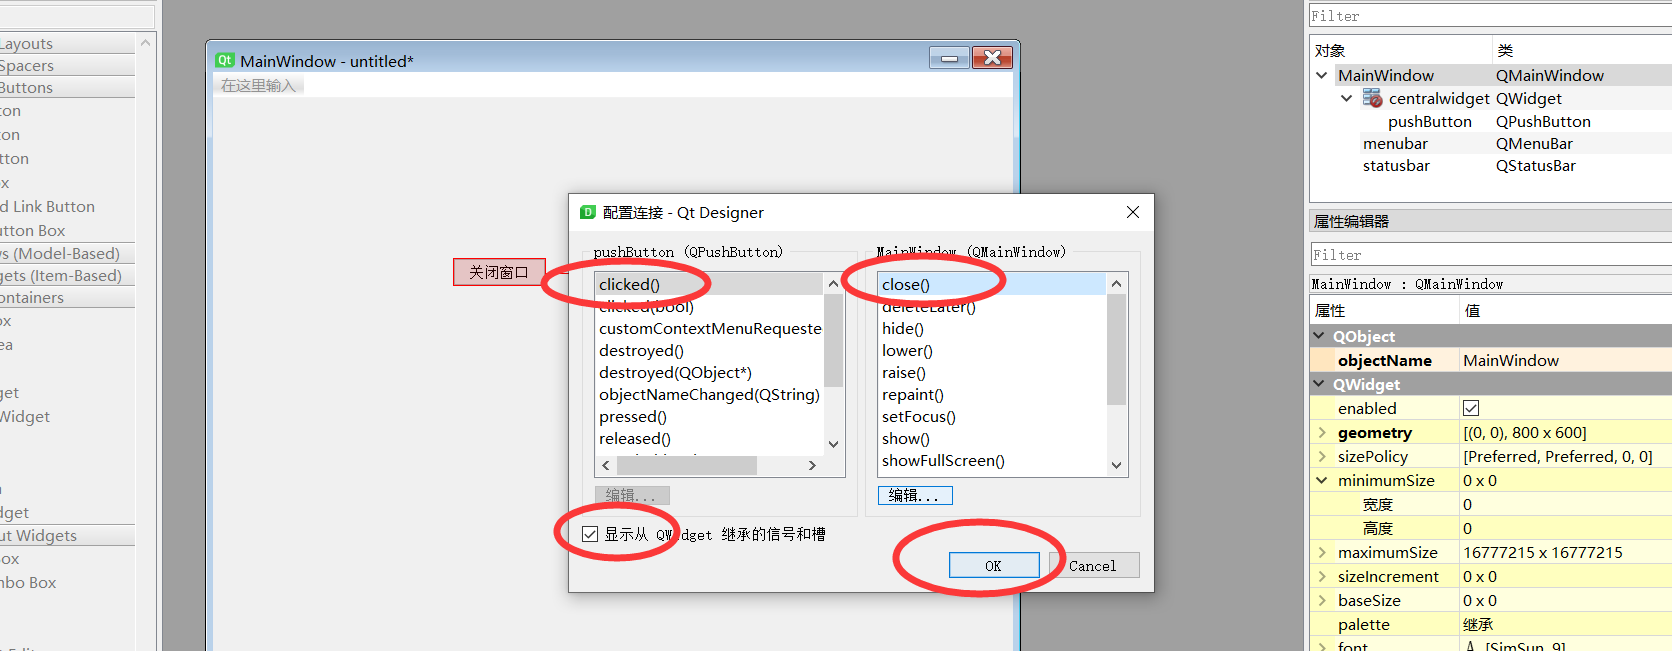 Layouts
Spacers
Buttons
ton
on
tton
x
d Link Button
utton Box
s (Model-Based)
gets (Item-Based)
ontainers
ox
ea
get
Widget
dget
ut Widgets
ox
nbo Box
Qt MainWindow - untitled*
在这里输入
关闭窗口
D 配置连接 - Qt Designer
pushButton (QPushButton)
clicked()
clicked(bool)
customContextMenuRequeste
destroyed()
destroyed(QObject*)
objectNameChanged(QString)
pressed()
released()
编辑...
MainWindow (QMainWindow)
close()
deleteLater()
hide()
lower()
raise()
repaint()
setFocus()
show()
showFullScreen()
编辑...
显示从 QWidget 继承的信号和槽
OK
Cancel
Filter
对象 类
MainWindow QMainWindow
centralwidget QWidget
pushButton QPushButton
menubar QMenuBar
statusbar QStatusBar
属性编辑器
Filter
MainWindow : QMainWindow
属性 值
QObject
objectName MainWindow
QWidget
enabled
geometry [(0, 0), 800 x 600]
sizePolicy [Preferred, Preferred, 0, 0]
minimumSize 0 x 0
宽度 0
高度 0
maximumSize 16777215 x 16777215
sizeIncrement 0 x 0
baseSize 0 x 0
palette 继承
font A [SimSun, 9]